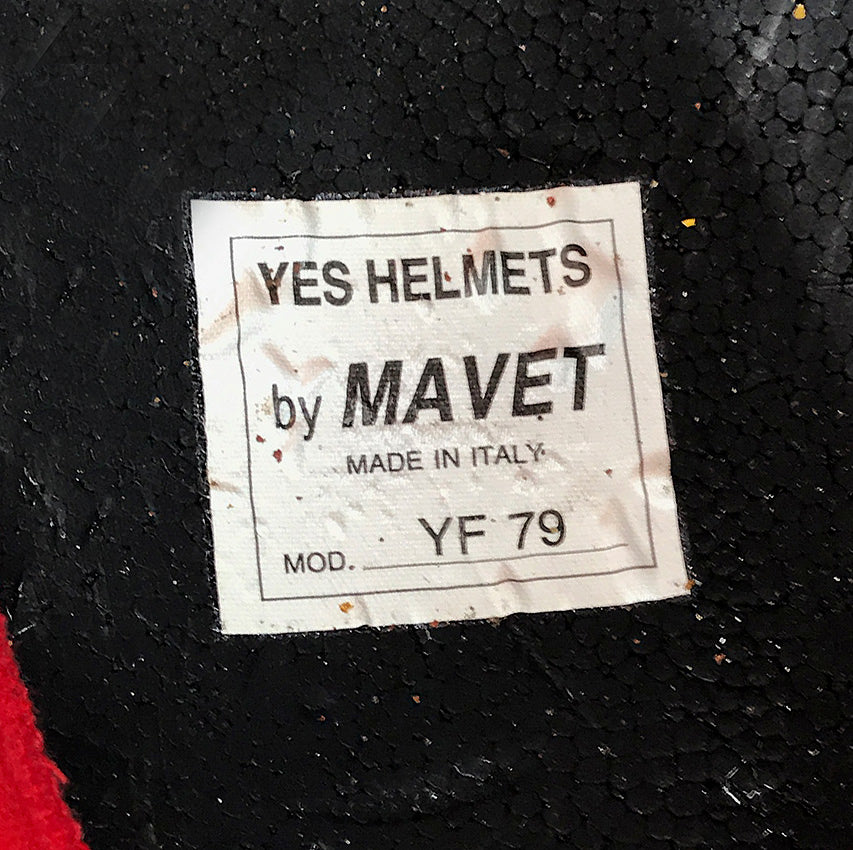 YES HELMETS
by MAVET
MADE IN ITALY
MOD. YF 79